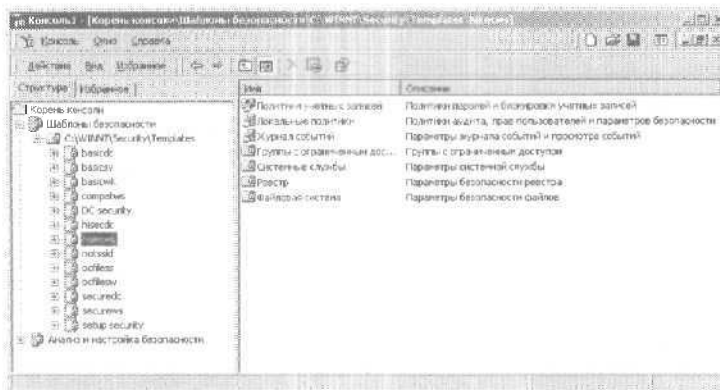 Консоль1 - [Корень консоли\Шаблоны безопасности\C:\WINNT\Security\Templates\hisecws]
Консоль Окно Справка
Действие Вид Избранное
Структура Избранное
Имя Описание
Корень консоли
Шаблоны безопасности
C:\WINNT\Security\Templates
basicdc
basicsv
basicwk
compatws
DC security
hisecdc
hisecws
notssid
ocfiless
ocfilesw
securedc
securews
setup security
Анализ и настройка безопасности
Политики учетных записей Политики паролей и блокировки учетных записей
Локальные политики Политики аудита, прав пользователей и параметров безопасности
Журнал событий Параметры журнала событий и просмотра событий
Группы с ограниченным дос... Группы с ограниченным доступом
Системные службы Параметры системной службы
Реестр Параметры безопасности реестра
Файловая система Параметры безопасности файлов